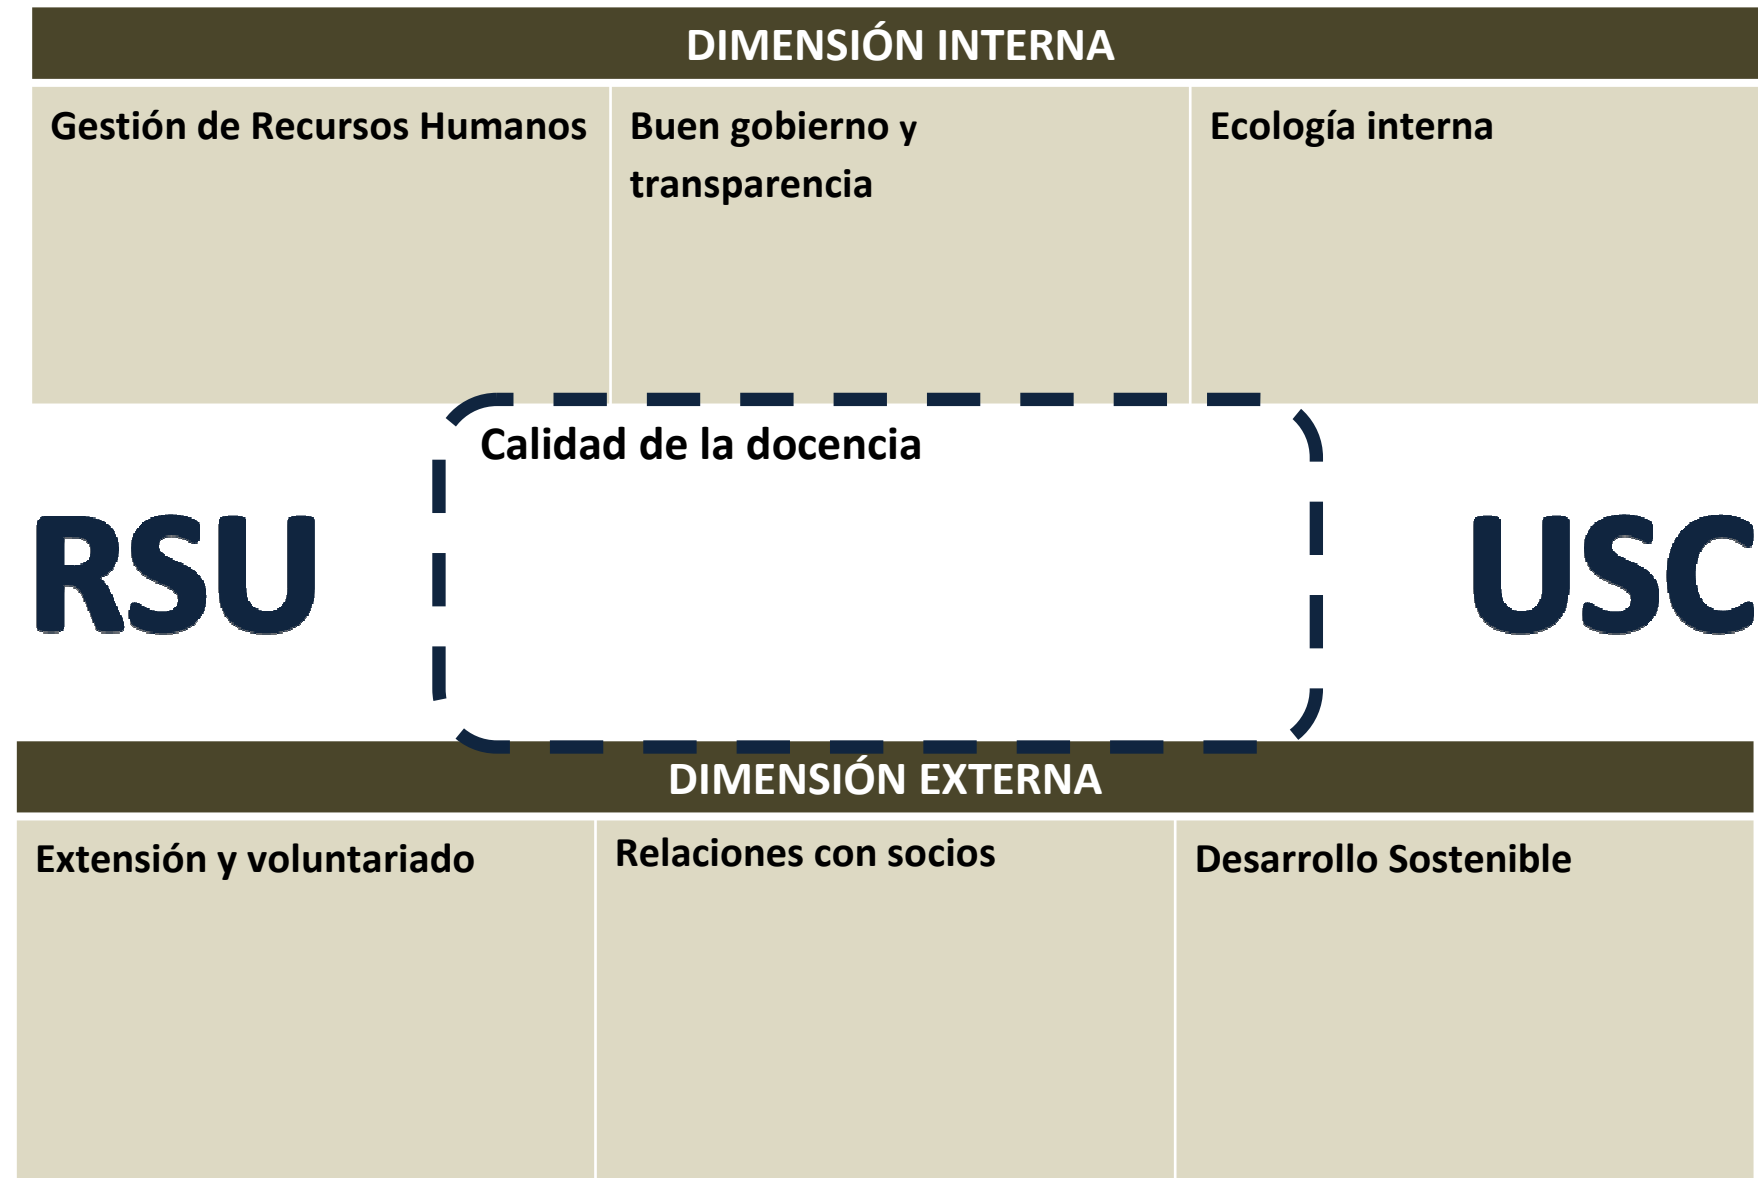 DIMENSIÓN INTERNA
Gestión de Recursos Humanos
Buen gobierno y
transparencia
Ecología interna
Calidad de la docencia
RSU
USC
DIMENSIÓN EXTERNA
Extensión y voluntariado
Relaciones con socios
Desarrollo Sostenible